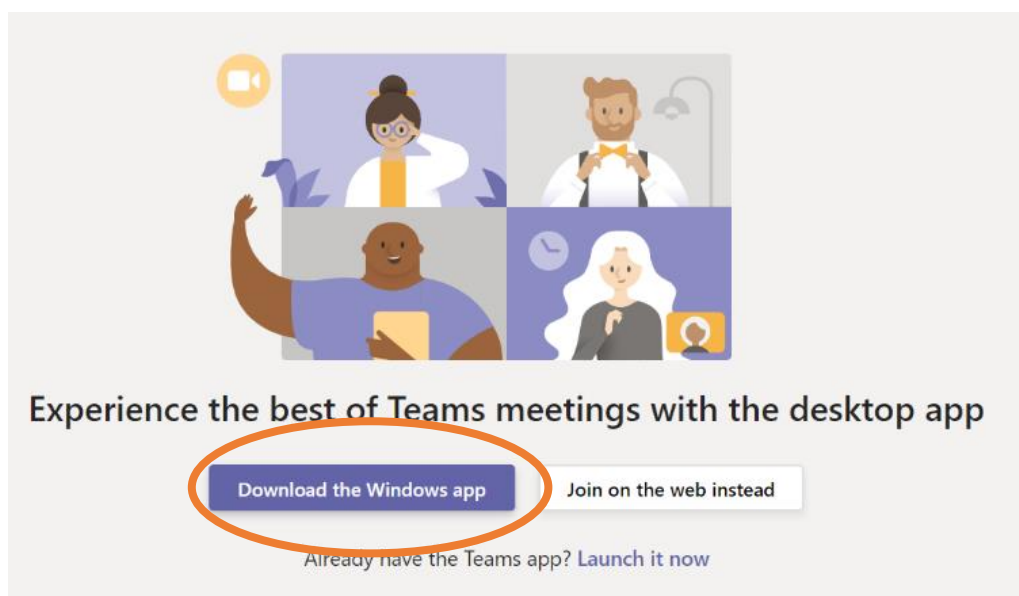 Experience the best of Teams meetings with the desktop app
Download the Windows app
Join on the web instead
Already have the Teams app? Launch it now